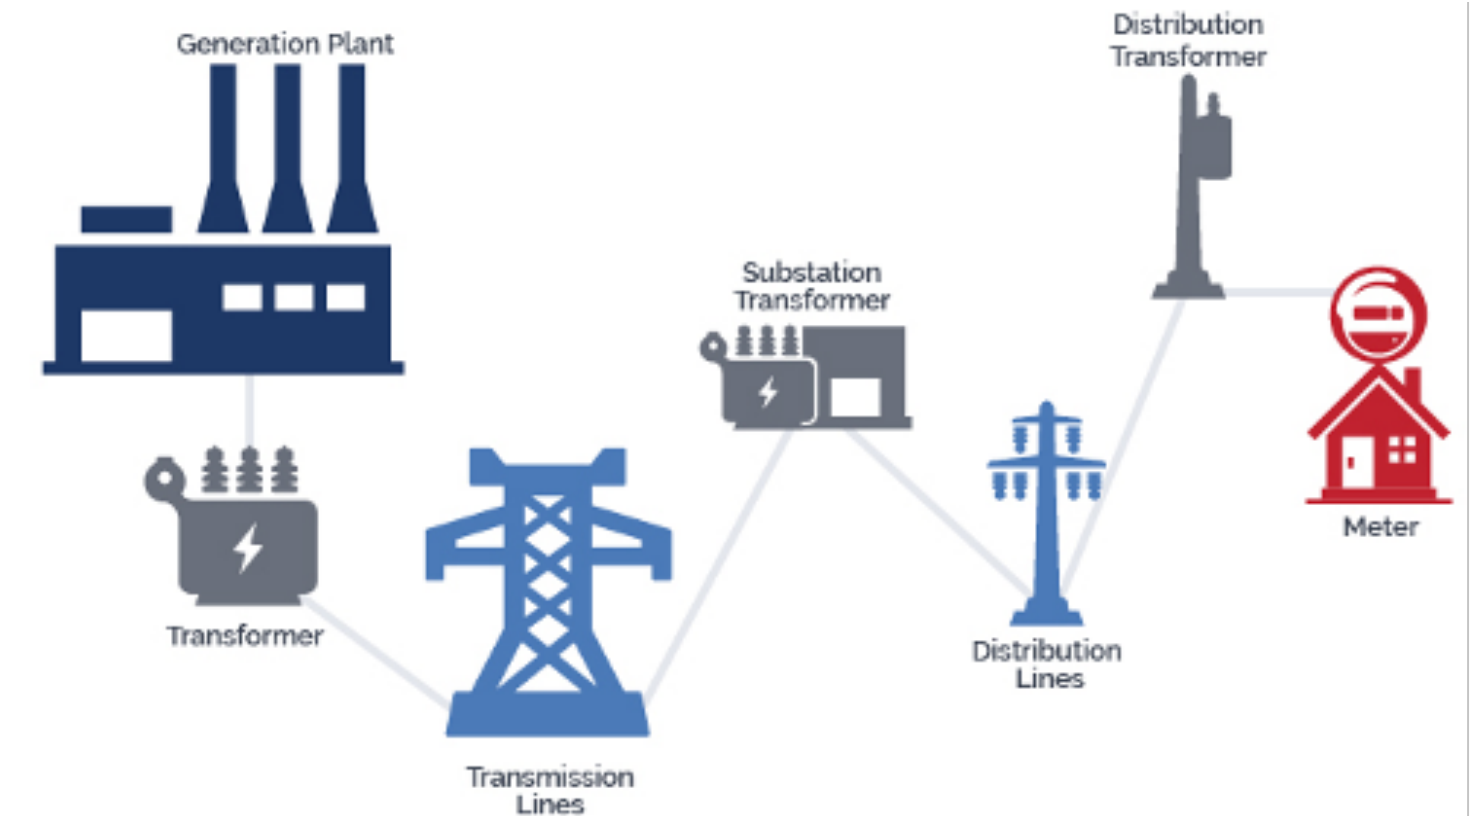 Generation Plant
Transformer
Transmission
Lines
Substation
Transformer
Distribution
Lines
Distribution
Transformer
Meter